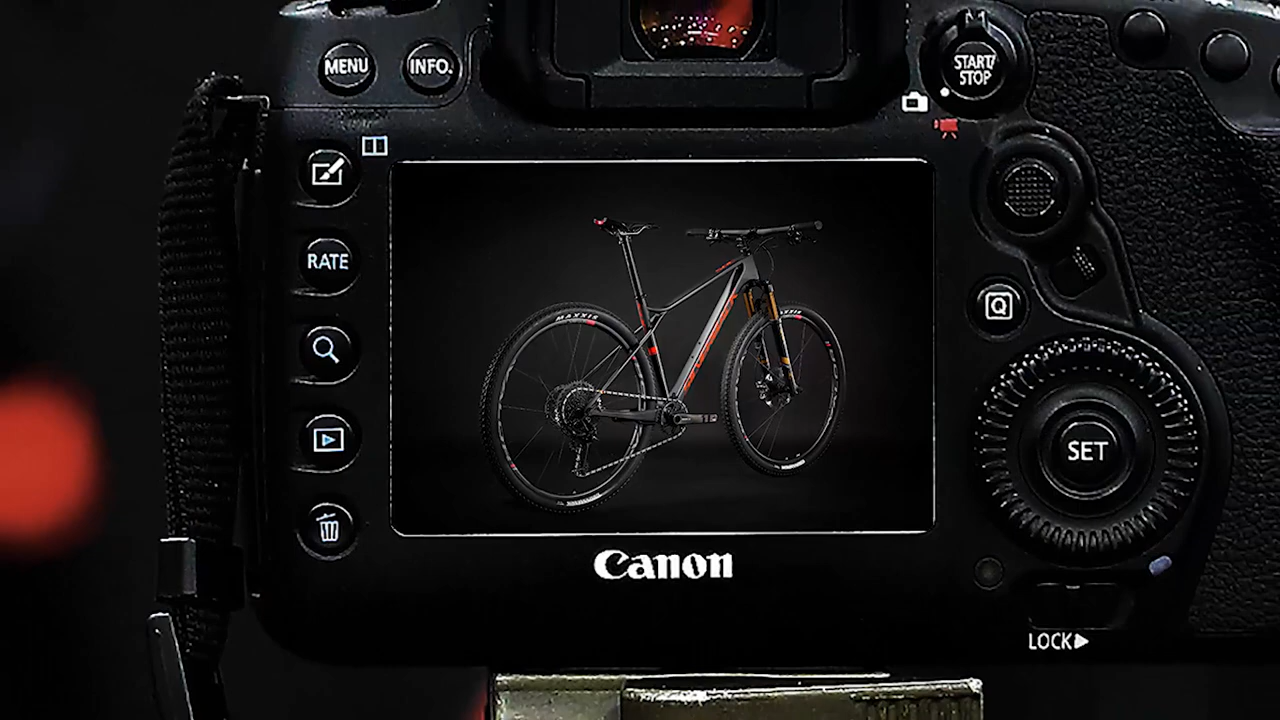 MENU
INFO.
START/
STOP
RATE
MAXXIS
Q
SET
Canon
LOCK▶